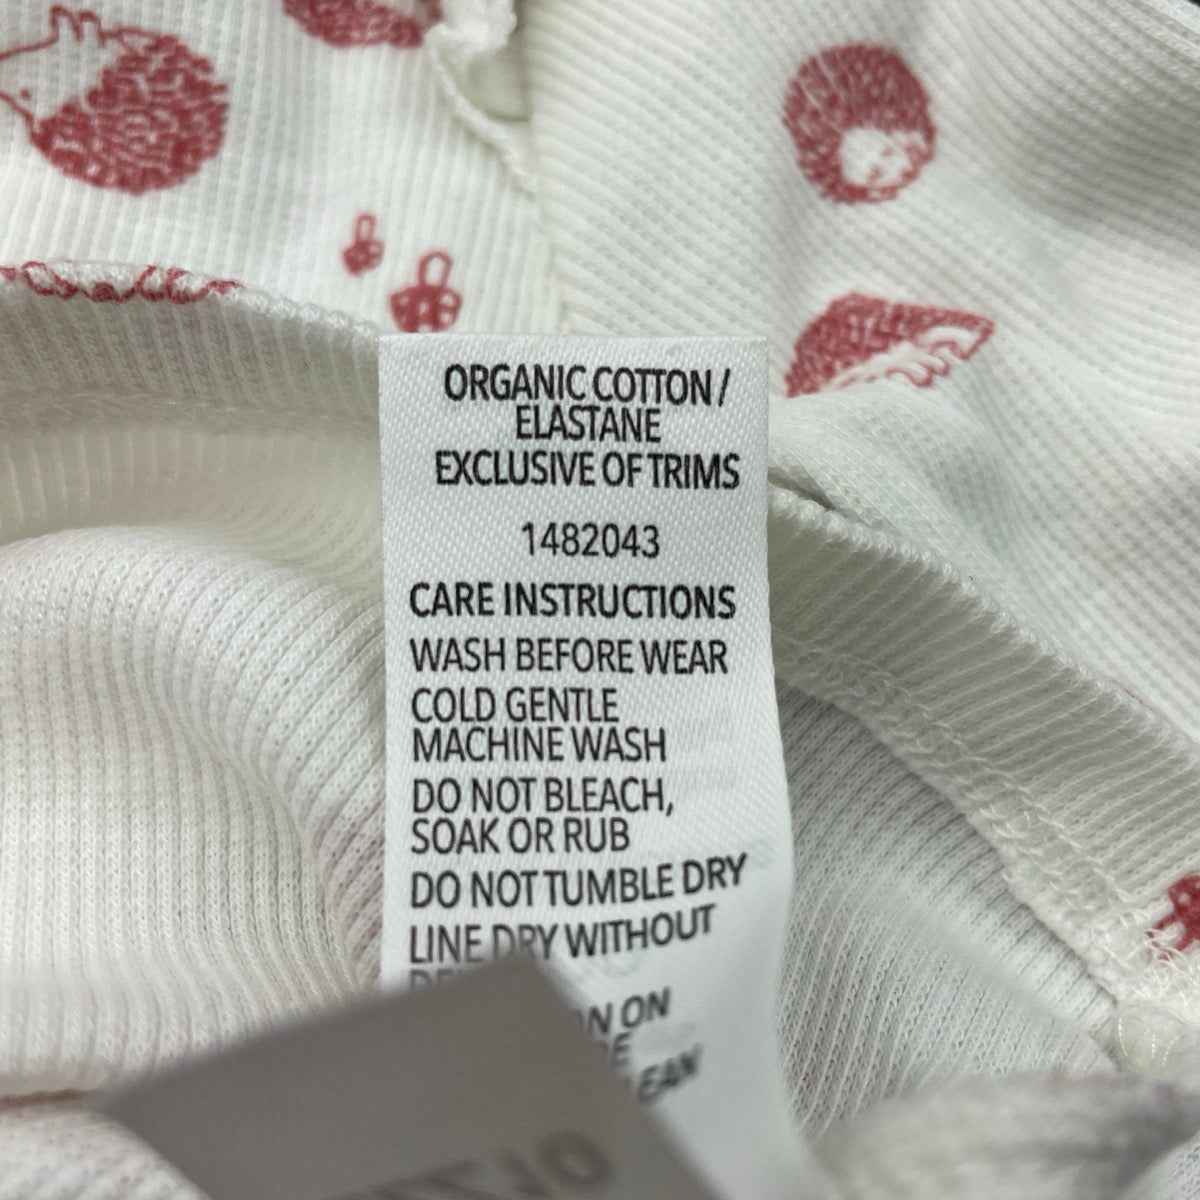 ORGANIC COTTON /
ELASTANE
EXCLUSIVE OF TRIMS
1482043
CARE INSTRUCTIONS
WASH BEFORE WEAR
COLD GENTLE
MACHINE WASH
DO NOT BLEACH,
SOAK OR RUB
DO NOT TUMBLE DRY
LINE DRY WITHOUT
ON